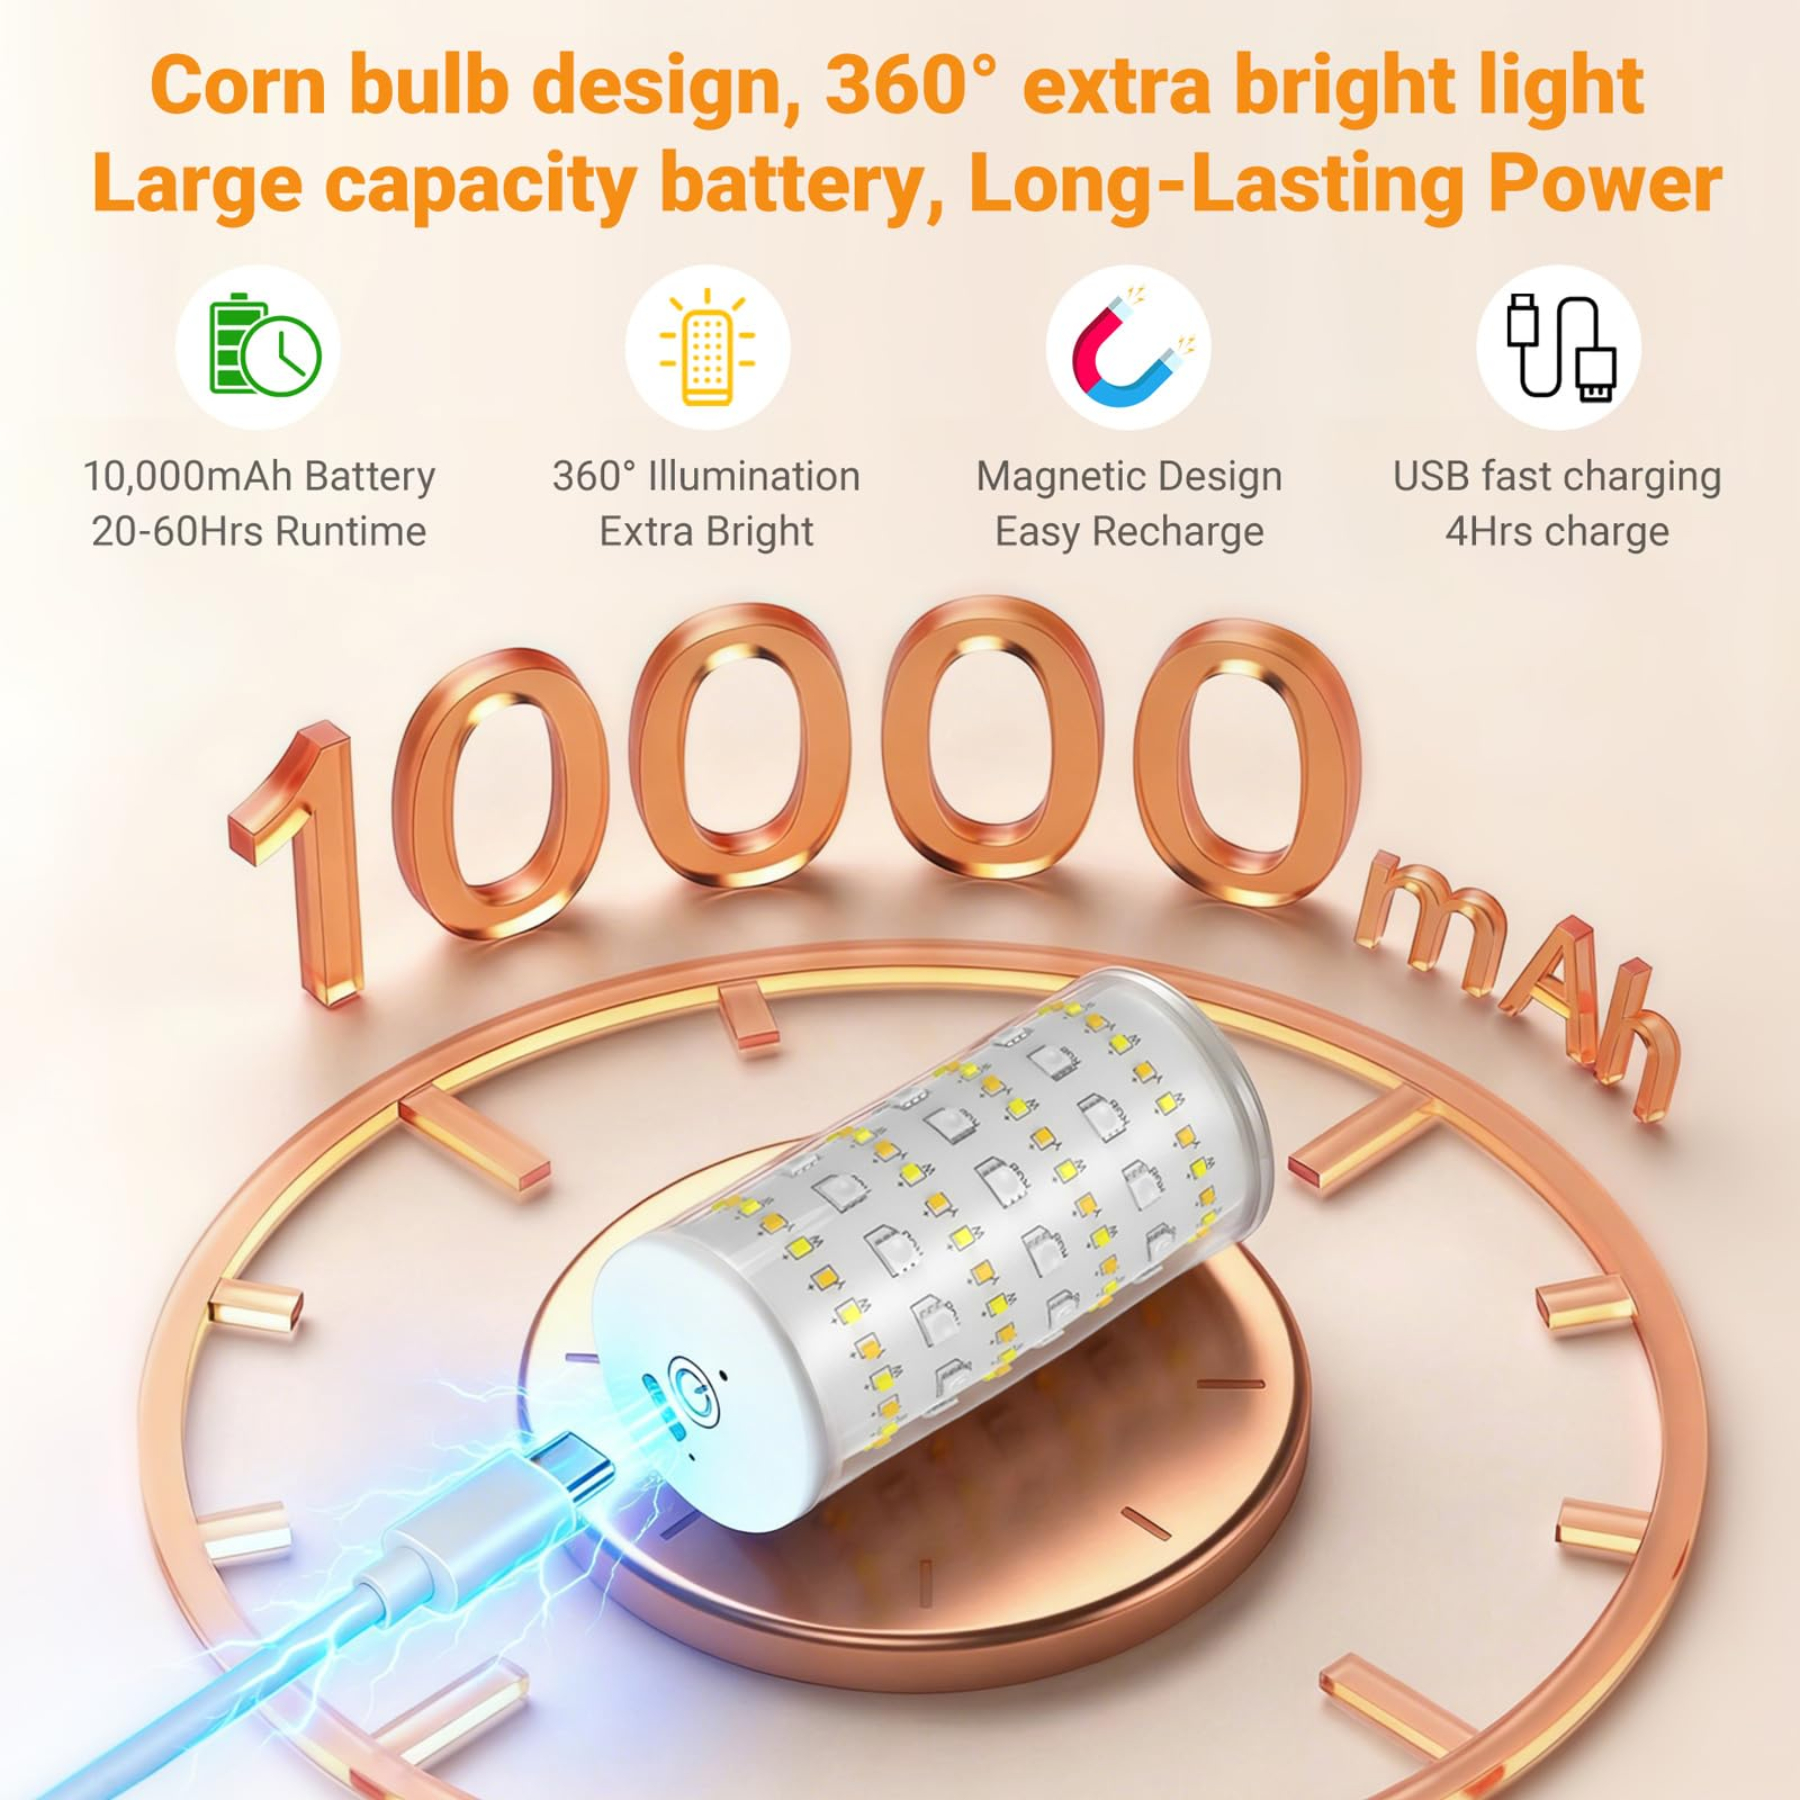 Corn bulb design, 360° extra bright light
Large capacity battery, Long-Lasting Power
10,000mAh Battery
20-60Hrs Runtime
360° Illumination
Extra Bright
Magnetic Design
Easy Recharge
USB fast charging
4Hrs charge
10000mAh